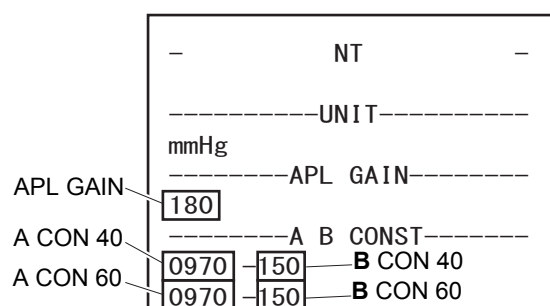 - NT -
----------UNIT----------
mmHg
--------APL GAIN--------
APL GAIN
180
--------A B CONST-------
A CON 40 0970 -150 B CON 40
A CON 60 0970 -150 B CON 60